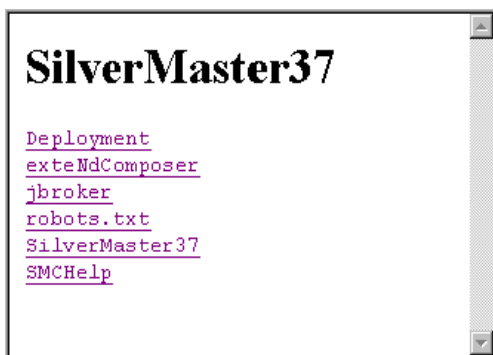 SilverMaster37
Deployment
exteNdComposer
jbroker
robots.txt
SilverMaster37
SMCHelp